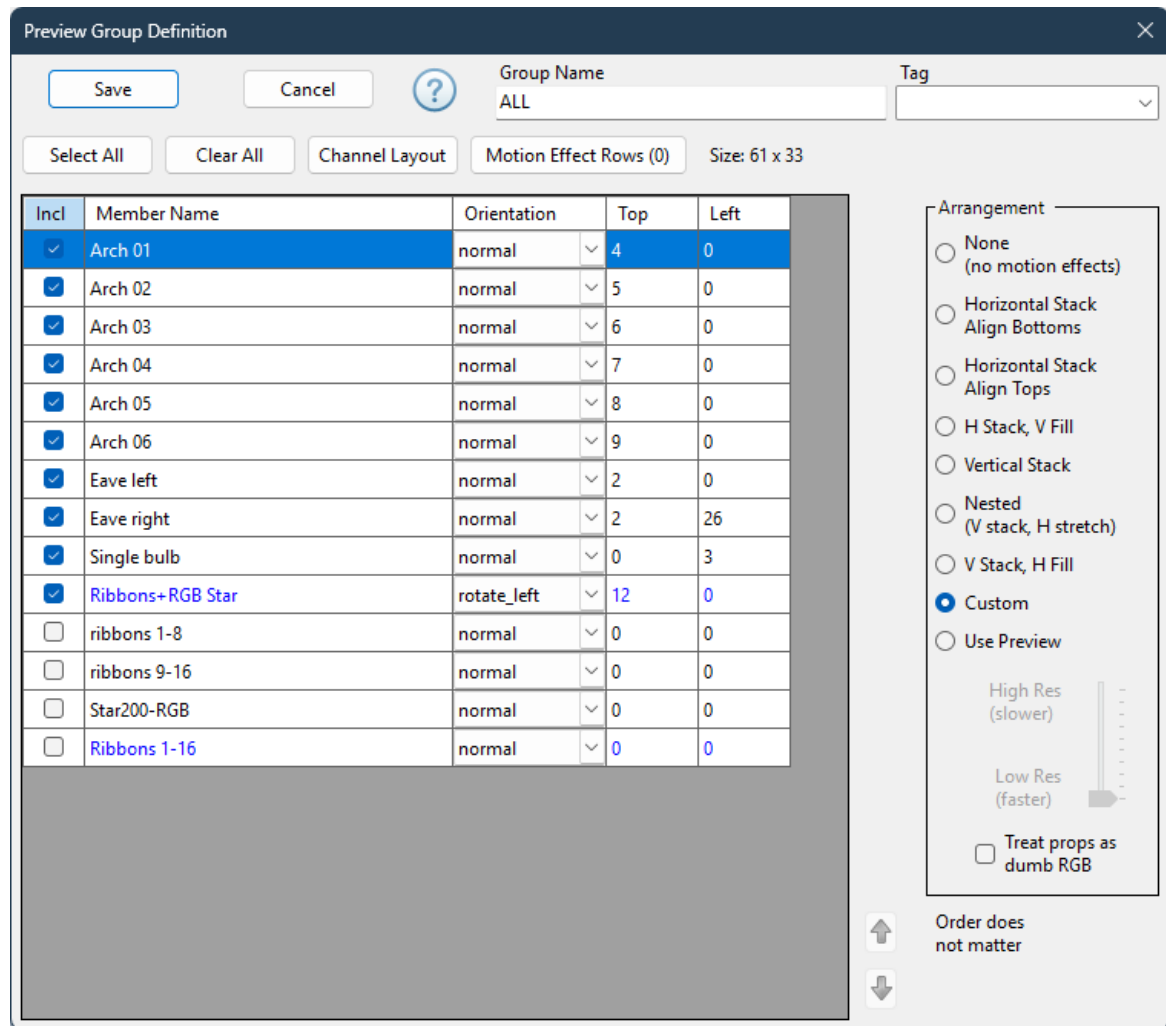 Preview Group Definition
Save
Cancel
?
Group Name
ALL
Tag
Select All
Clear All
Channel Layout
Motion Effect Rows (0)
Size: 61 x 33
Incl Member Name Orientation Top Left
Arch 01 normal 4 0
Arch 02 normal 5 0
Arch 03 normal 6 0
Arch 04 normal 7 0
Arch 05 normal 8 0
Arch 06 normal 9 0
Eave left normal 2 0
Eave right normal 2 26
Single bulb normal 0 3
Ribbons+RGB Star rotate_left 12 0
ribbons 1-8 normal 0 0
ribbons 9-16 normal 0 0
Star200-RGB normal 0 0
Ribbons 1-16 normal 0 0
Arrangement
None
(no motion effects)
Horizontal Stack
Align Bottoms
Horizontal Stack
Align Tops
H Stack, V Fill
Vertical Stack
Nested
(V stack, H stretch)
V Stack, H Fill
Custom
Use Preview
High Res
(slower)
Low Res
(faster)
Treat props as
dumb RGB
Order does
not matter